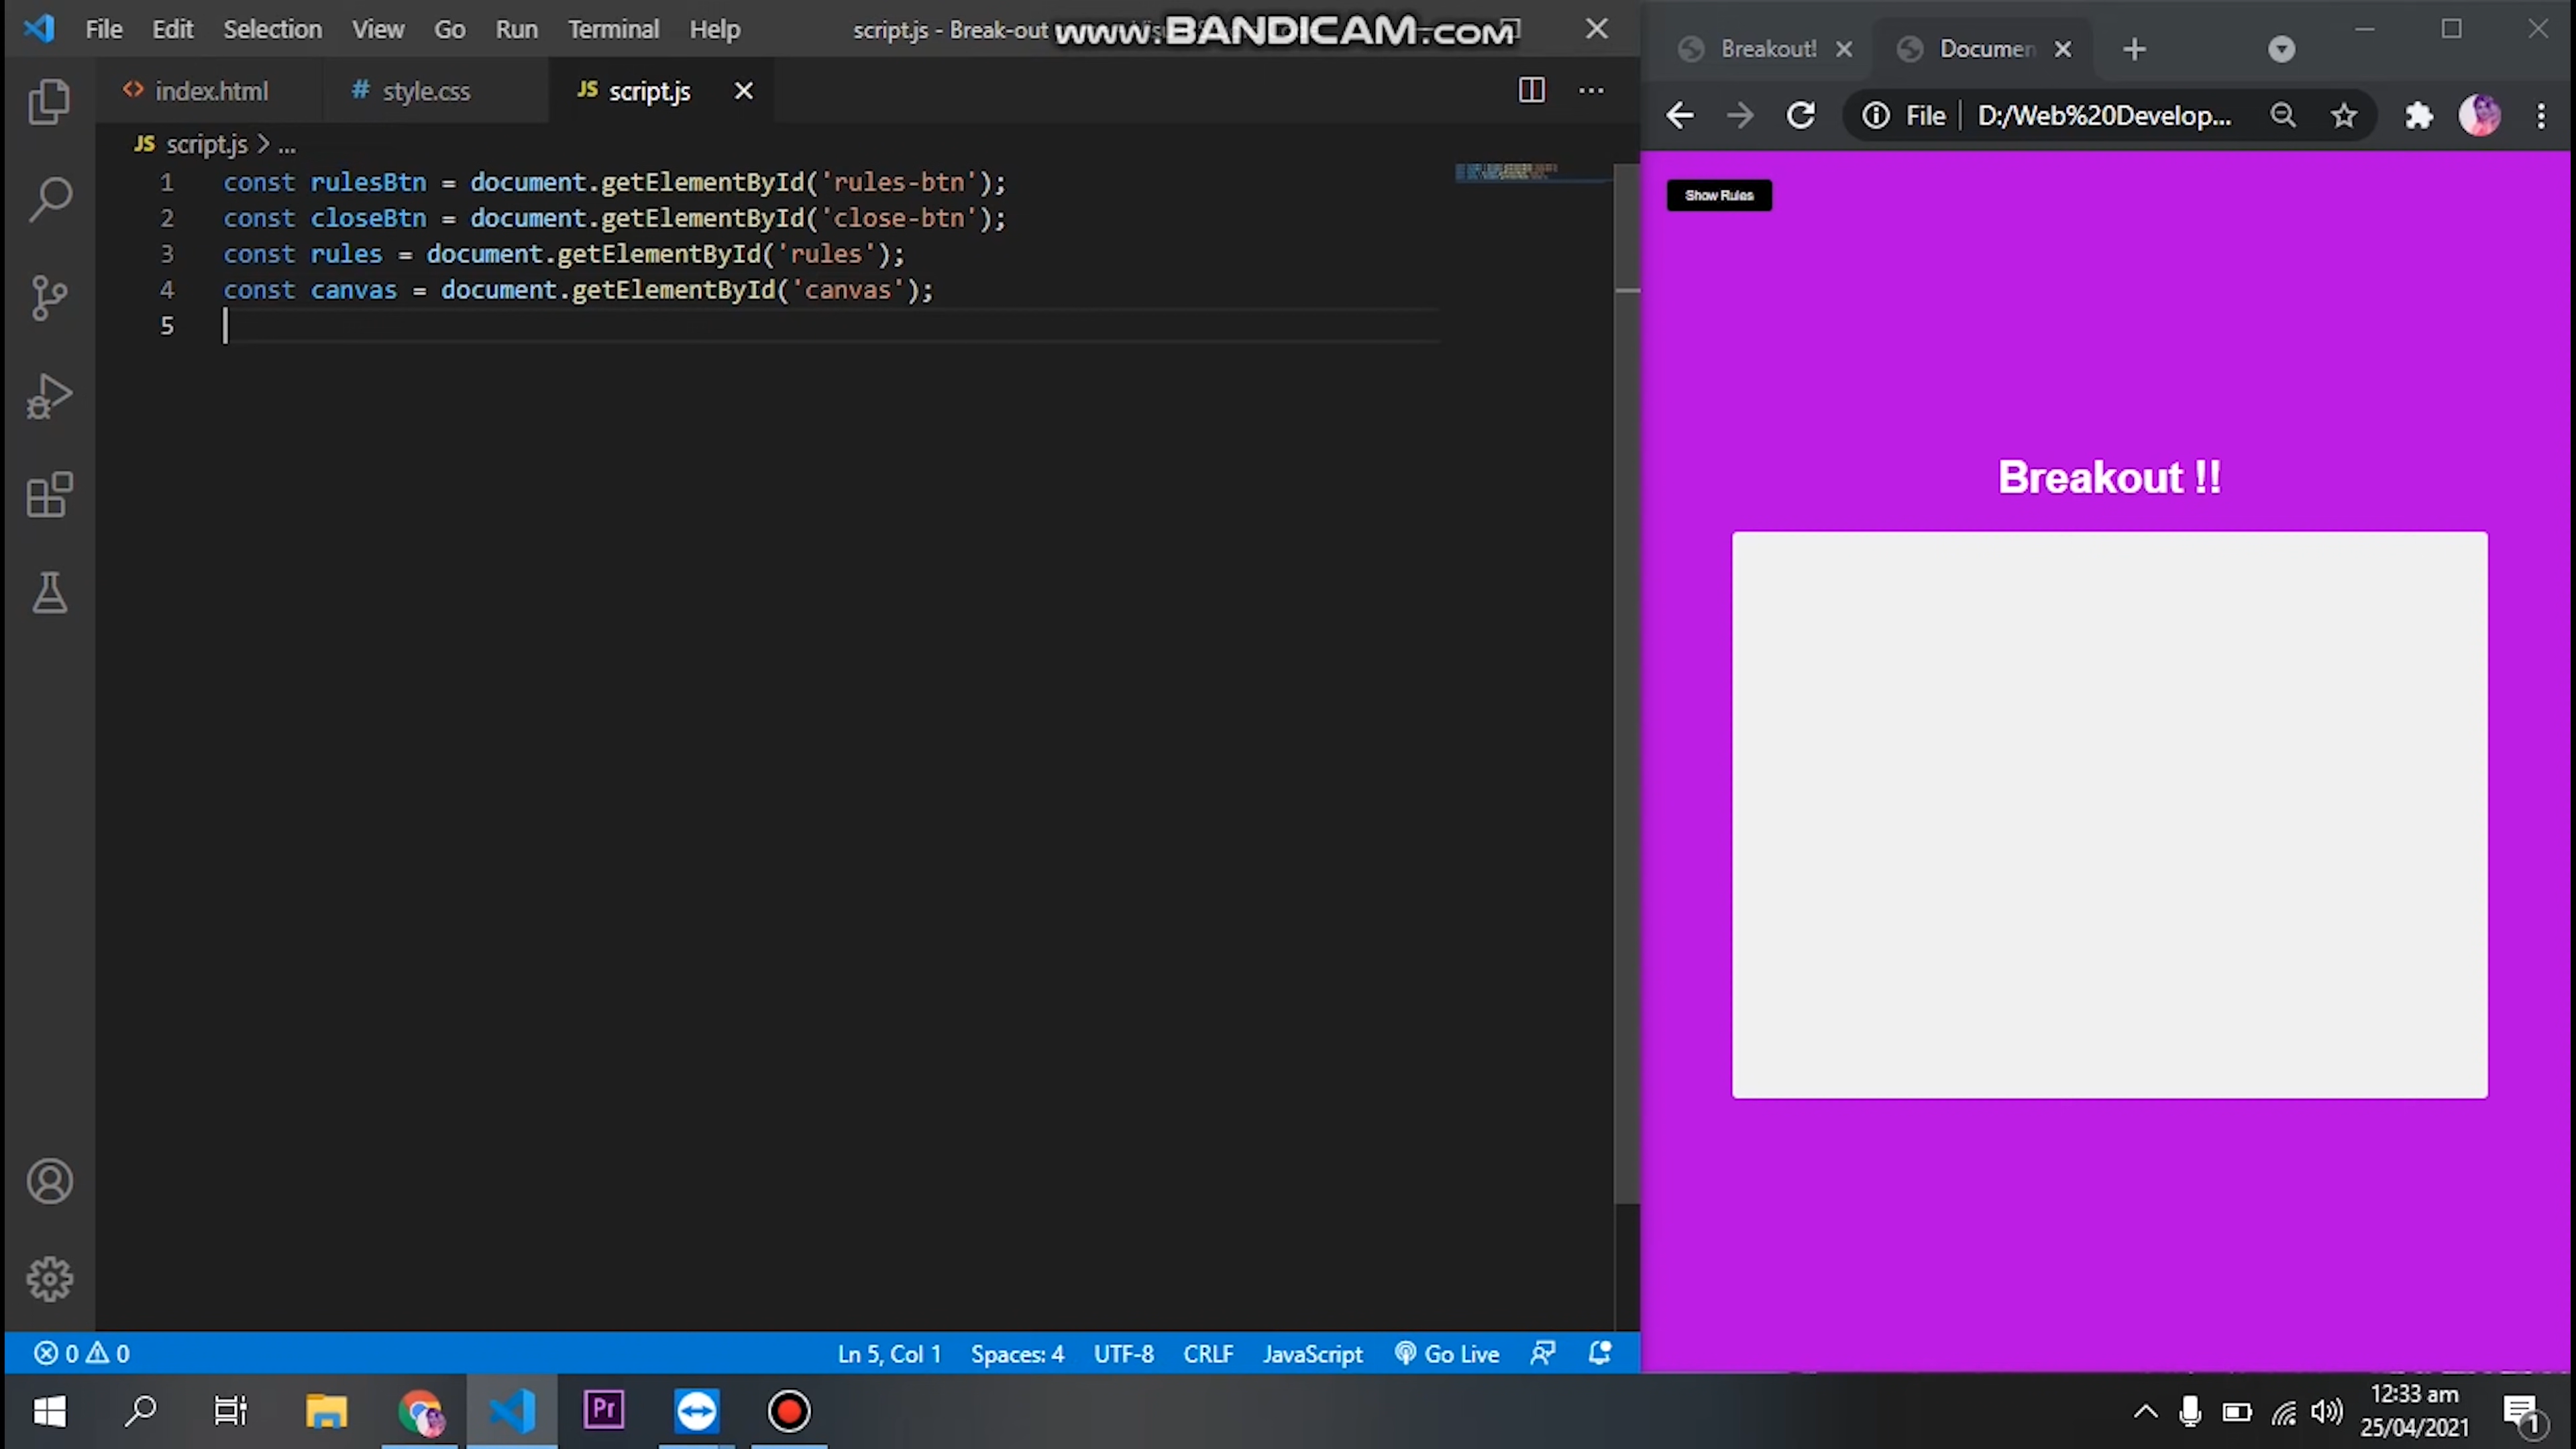 File Edit Selection View Go Run Terminal Help
script.js - Break-out
www.BANDICAM.com
index.html
# style.css
JS script.js
JS script.js > ...
1 const rulesBtn = document.getElementById('rules-btn');
2 const closeBtn = document.getElementById('close-btn');
3 const rules = document.getElementById('rules');
4 const canvas = document.getElementById('canvas');
5
0 0
Ln 5, Col 1 Spaces: 4 UTF-8 CRLF JavaScript Go Live
Breakout!
Documen
File | D:/Web%20Develop...
Show Rules
Breakout !!
Pr
12:33 am
25/04/2021
1